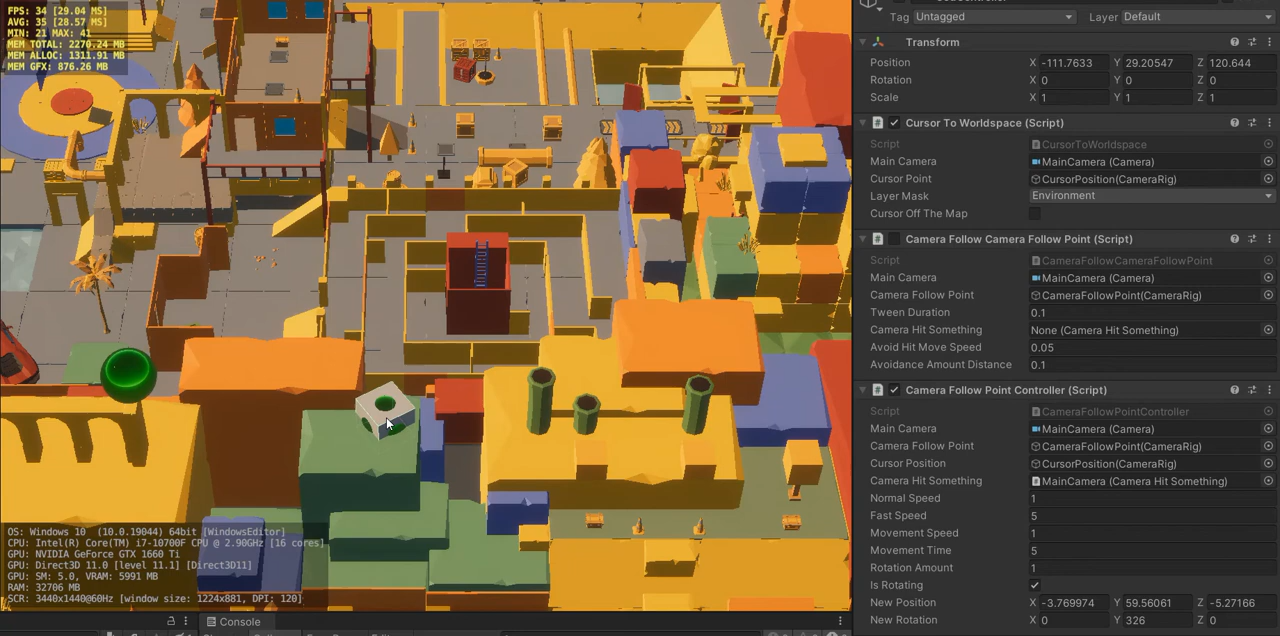 Tag Untagged Layer Default
FPS: 34 [29.04 MS]
AVG: 35 [28.57 MS]
MIN: 21 MAX: 41
MEM TOTAL: 2270.24 MB
MEM ALLOC: 1311.91 MB
MEM GFX: 876.26 MB
Transform
Position X -111.7633 Y 29.20547 Z 120.644
Rotation X 0 Y 0 Z 0
Scale X 1 Y 1 Z 1
# Cursor To Worldspace (Script)
Script CursorToWorldspace
Main Camera MainCamera (Camera)
Cursor Point CursorPosition(CameraRig)
Layer Mask Environment
Cursor Off The Map
# Camera Follow Camera Follow Point (Script)
Script CameraFollowCameraFollowPoint
Main Camera MainCamera (Camera)
Camera Follow Point CameraFollowPoint(CameraRig)
Tween Duration 0.1
Camera Hit Something None (Camera Hit Something)
Avoid Hit Move Speed 0.05
Avoidance Amount Distance 0.1
# Camera Follow Point Controller (Script)
Script CameraFollowPointController
Main Camera MainCamera (Camera)
Camera Follow Point CameraFollowPoint(CameraRig)
Cursor Position CursorPosition(CameraRig)
Camera Hit Something MainCamera (Camera Hit Something)
Normal Speed 1
Fast Speed 5
Movement Speed 1
Movement Time 5
Rotation Amount 1
Is Rotating
New Position X -3.769974 Y 59.56061 Z -5.27166
New Rotation X 0 Y 326 Z 0
OS: Windows 10 (10.0.19044) 64bit [WindowsEditor]
CPU: Intel(R) Core(TM) i7-10700F CPU @ 2.90GHz [16 cores]
GPU: NVIDIA GeForce GTX 1660 Ti
GPU: Direct3D 11.0 [level 11.1] [Direct3D11]
GPU: SM: 5.0, VRAM: 5991 MB
RAM: 32706 MB
SCR: 3440x1440@60Hz [window size: 1224x881, DPI: 120]
Console